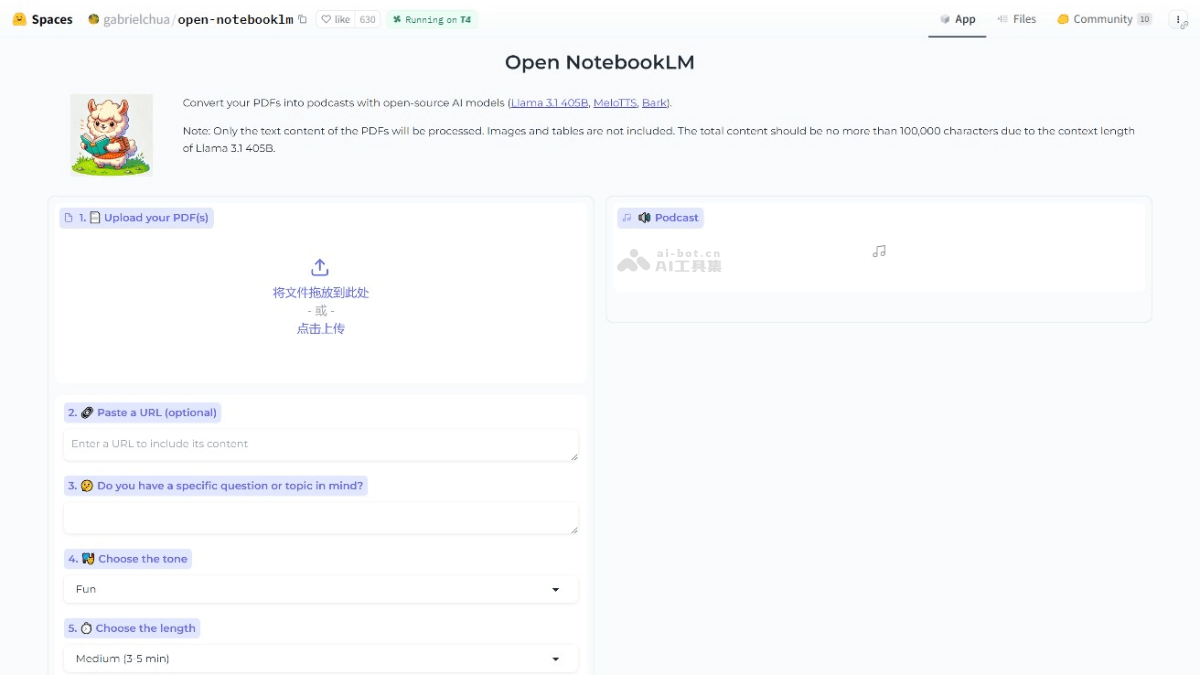 Spaces gabrielchua/open-notebooklm like 630 Running on T4 App Files Community 10
Open NotebookLM
Convert your PDFs into podcasts with open-source AI models (Llama 3.1 405B, MeloTTS, Bark).
Note: Only the text content of the PDFs will be processed. Images and tables are not included. The total content should be no more than 100,000 characters due to the context length
of Llama 3.1 405B.
1. Upload your PDF(s)
将文件拖放到此处
- 或 -
点击上传
2. Paste a URL (optional)
Enter a URL to include its content
3. Do you have a specific question or topic in mind?
4. Choose the tone
Fun
5. Choose the length
Medium (3-5 min)
Podcast
ai-bot.cn
AI工具集